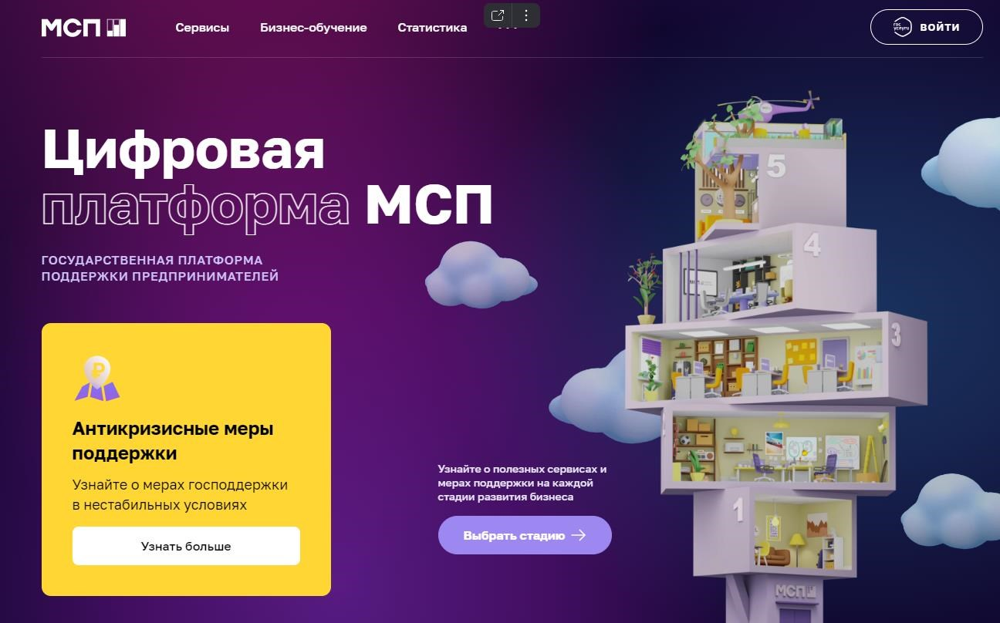 МСП
Сервисы
Бизнес-обучение
Статистика
гос
услуги
ВОЙТИ
Цифровая
платформа МСП
ГОСУДАРСТВЕННАЯ ПЛАТФОРМА
ПОДДЕРЖКИ ПРЕДПРИНИМАТЕЛЕЙ
Антикризисные меры
поддержки
Узнайте о мерах господдержки
в нестабильных условиях
Узнать больше
Узнайте о полезных сервисах и
мерах поддержки на каждой
стадии развития бизнеса
Выбрать стадию
5
4
МСП
3
1
МСП